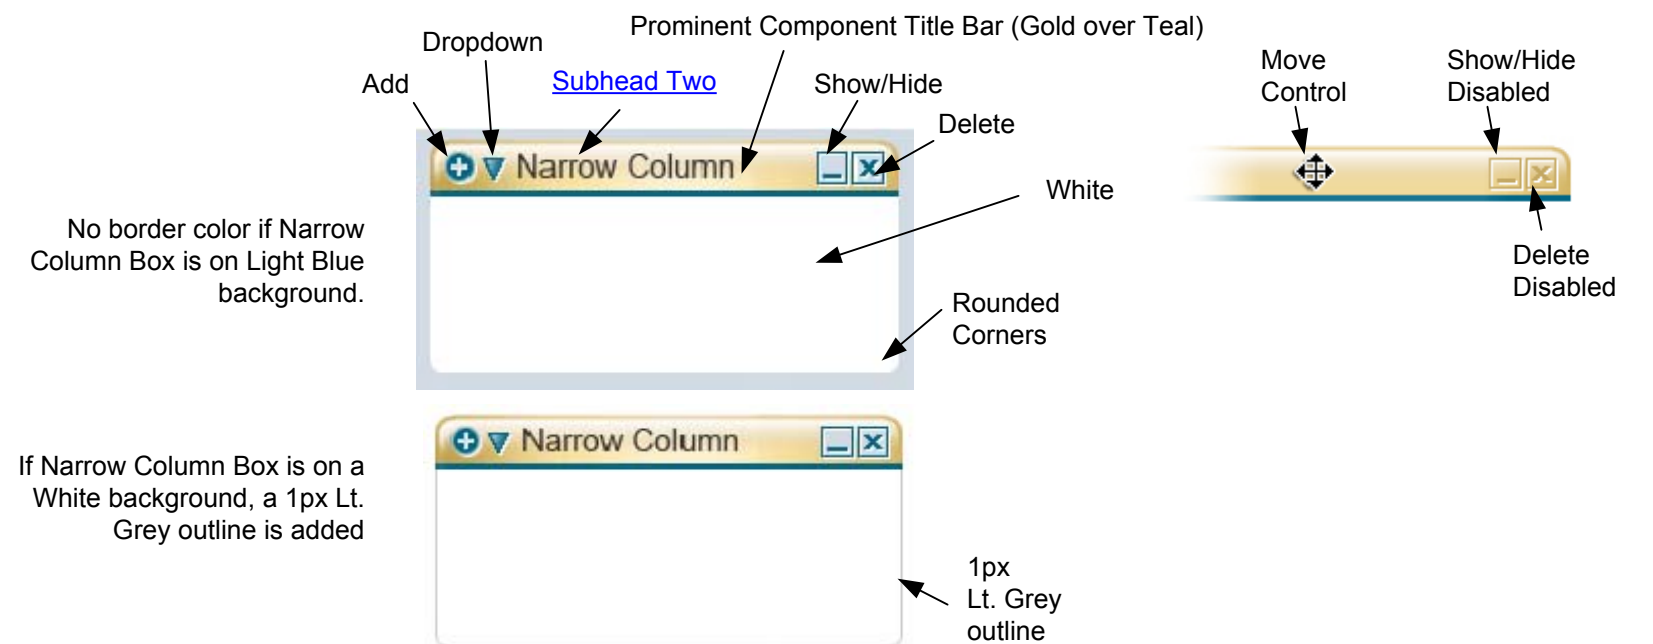 Prominent Component Title Bar (Gold over Teal)
Dropdown
Add
Subhead Two
Show/Hide
Delete
Narrow Column
White
Rounded
Corners
No border color if Narrow
Column Box is on Light Blue
background.
Move
Control
Show/Hide
Disabled
Delete
Disabled
If Narrow Column Box is on a
White background, a 1px Lt.
Grey outline is added
Narrow Column
1px
Lt. Grey
outline